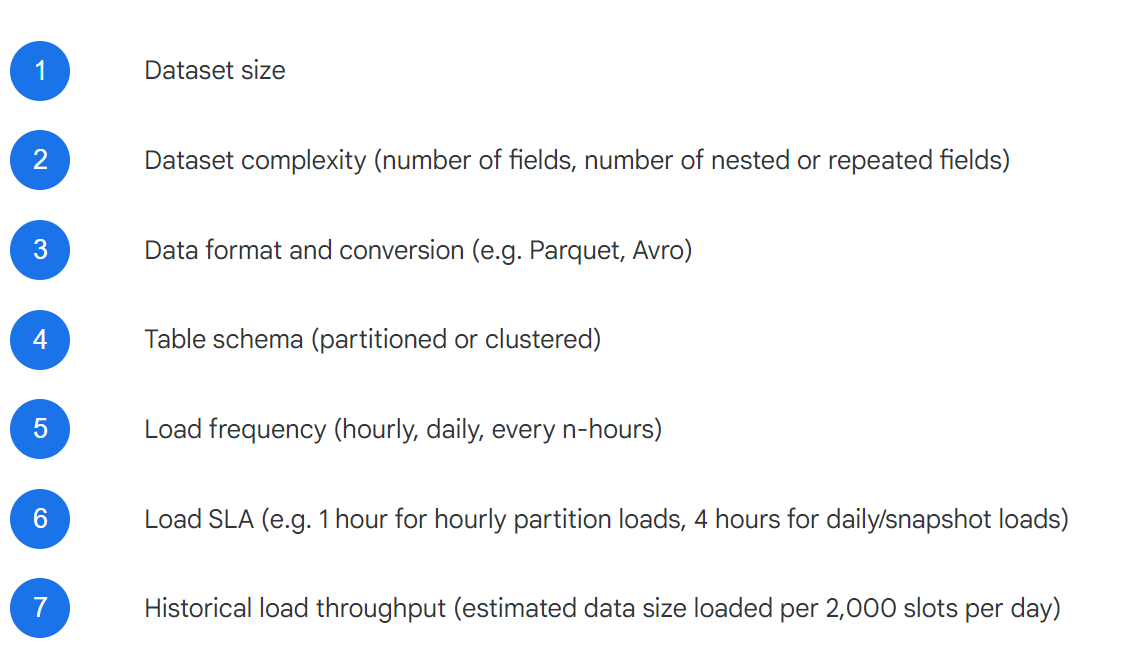 1 Dataset size
2 Dataset complexity (number of fields, number of nested or repeated fields)
3 Data format and conversion (e.g. Parquet, Avro)
4 Table schema (partitioned or clustered)
5 Load frequency (hourly, daily, every n-hours)
6 Load SLA (e.g. 1 hour for hourly partition loads, 4 hours for daily/snapshot loads)
7 Historical load throughput (estimated data size loaded per 2,000 slots per day)